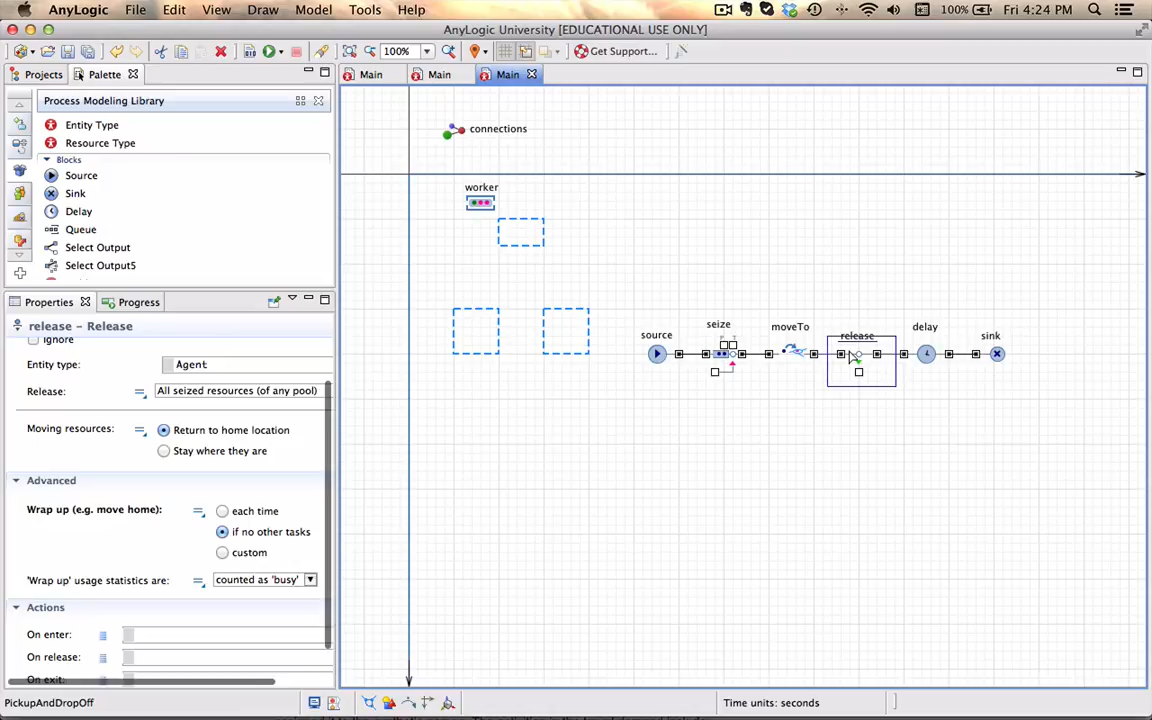 AnyLogic File Edit View Draw Model Tools Help 100% Fri 4:24 PM
AnyLogic University [EDUCATIONAL USE ONLY]
100% Get Support...
Projects Palette Main Main Main
Process Modeling Library
Entity Type
Resource Type
Blocks
Source
Sink
Delay
Queue
Select Output
Select Output5
connections
worker
source seize moveTo release delay sink
Properties Progress
release – Release
Ignore
Entity type: Agent
Release: All seized resources (of any pool)
Moving resources: Return to home location
Stay where they are
Advanced
Wrap up (e.g. move home): each time
if no other tasks
custom
'Wrap up' usage statistics are: counted as 'busy'
Actions
On enter:
On release:
On exit:
PickupAndDropOff Time units: seconds